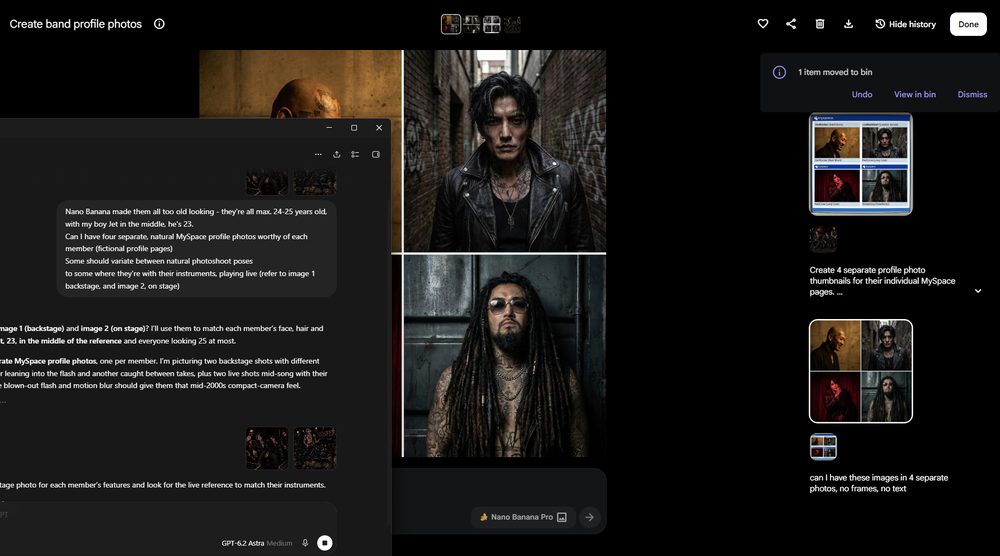 Create band profile photos
Hide history
Done
1 item moved to bin
Undo
View in bin
Dismiss
Nano Banana made them all too old looking - they're all max. 24-25 years old,
with my boy Jet in the middle, he's 23.
Can I have four separate, natural MySpace profile photos worthy of each
member (fictional profile pages)
Some should variate between natural photoshoot poses
to some where they're with their instruments, playing live (refer to image 1
backstage, and image 2, on stage)
mage 1 (backstage) and image 2 (on stage)? I'll use them to match each member's face, hair and
t, 23, in the middle of the reference and everyone looking 25 at most.
rate MySpace profile photos, one per member. I'm picturing two backstage shots with different
r leaning into the flash and another caught between takes, plus two live shots mid-song with their
e blown-out flash and motion blur should give them that mid-2000s compact-camera feel.
...
tage photo for each member's features and look for the live reference to match their instruments.
PT
GPT-6.2 Astra Medium
Nano Banana Pro
Create 4 separate profile photo
thumbnails for their individual MySpace
pages. ...
can I have these images in 4 separate
photos, no frames, no text